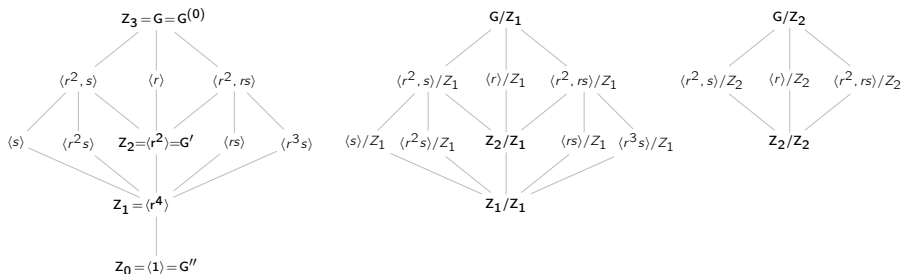 Z₃=G=G⁽⁰⁾ G/Z₁ G/Z₂
⟨r²,s⟩ ⟨r⟩ ⟨r²,rs⟩ ⟨r²,s⟩/Z₁ ⟨r⟩/Z₁ ⟨r²,rs⟩/Z₁ ⟨r²,s⟩/Z₂ ⟨r⟩/Z₂ ⟨r²,rs⟩/Z₂
⟨s⟩ ⟨r²s⟩ Z₂=⟨r²⟩=G′ ⟨rs⟩ ⟨r³s⟩ ⟨s⟩/Z₁ ⟨r²s⟩/Z₁ Z₂/Z₁ ⟨rs⟩/Z₁ ⟨r³s⟩/Z₁ Z₂/Z₂
Z₁=⟨r⁴⟩ Z₁/Z₁
Z₀=⟨1⟩=G″